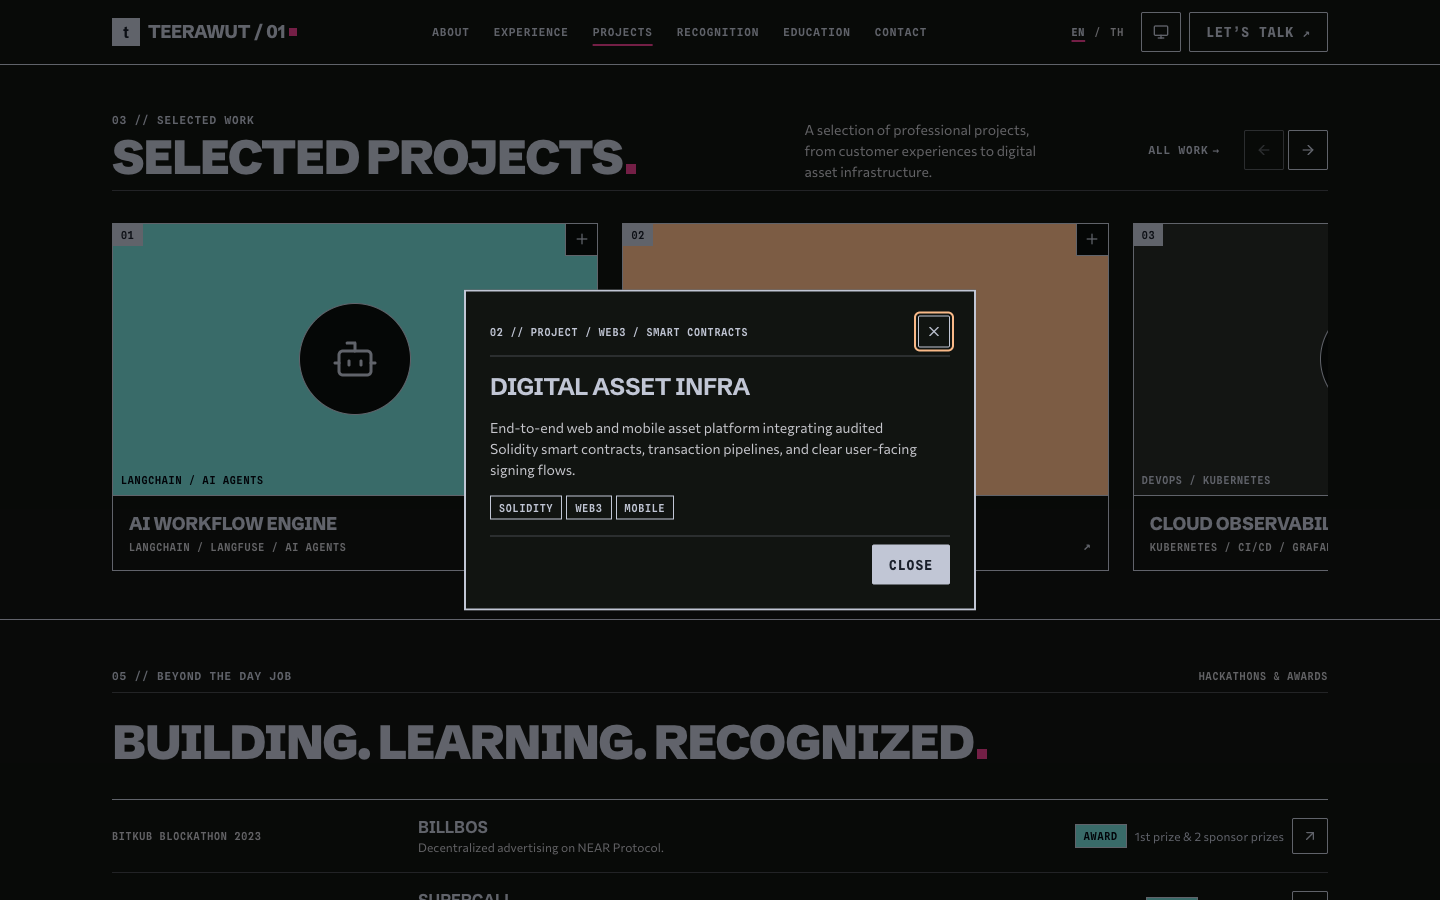 t TEERAWUT / 01
ABOUT EXPERIENCE PROJECTS RECOGNITION EDUCATION CONTACT
EN / TH
LET'S TALK ↗
03 // SELECTED WORK
SELECTED PROJECTS.
A selection of professional projects,
from customer experiences to digital
asset infrastructure.
ALL WORK →
01
02
03
LANGCHAIN / AI AGENTS
AI WORKFLOW ENGINE
LANGCHAIN / LANGFUSE / AI AGENTS
02 // PROJECT / WEB3 / SMART CONTRACTS
DIGITAL ASSET INFRA
End-to-end web and mobile asset platform integrating audited
Solidity smart contracts, transaction pipelines, and clear user-facing
signing flows.
SOLIDITY WEB3 MOBILE
CLOSE
DEVOPS / KUBERNETES
CLOUD OBSERVABIL
KUBERNETES / CI/CD / GRAFA
05 // BEYOND THE DAY JOB
HACKATHONS & AWARDS
BUILDING. LEARNING. RECOGNIZED.
BITKUB BLOCKATHON 2023
BILLBOS
Decentralized advertising on NEAR Protocol.
AWARD 1st prize & 2 sponsor prizes